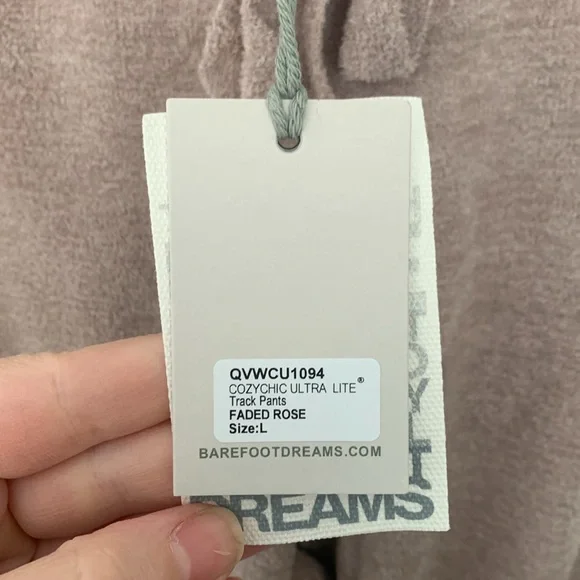 QVWCU1094
COZYCHIC ULTRA LITE®
Track Pants
FADED ROSE
Size:L
BAREFOOTDREAMS.COM
DREAMS